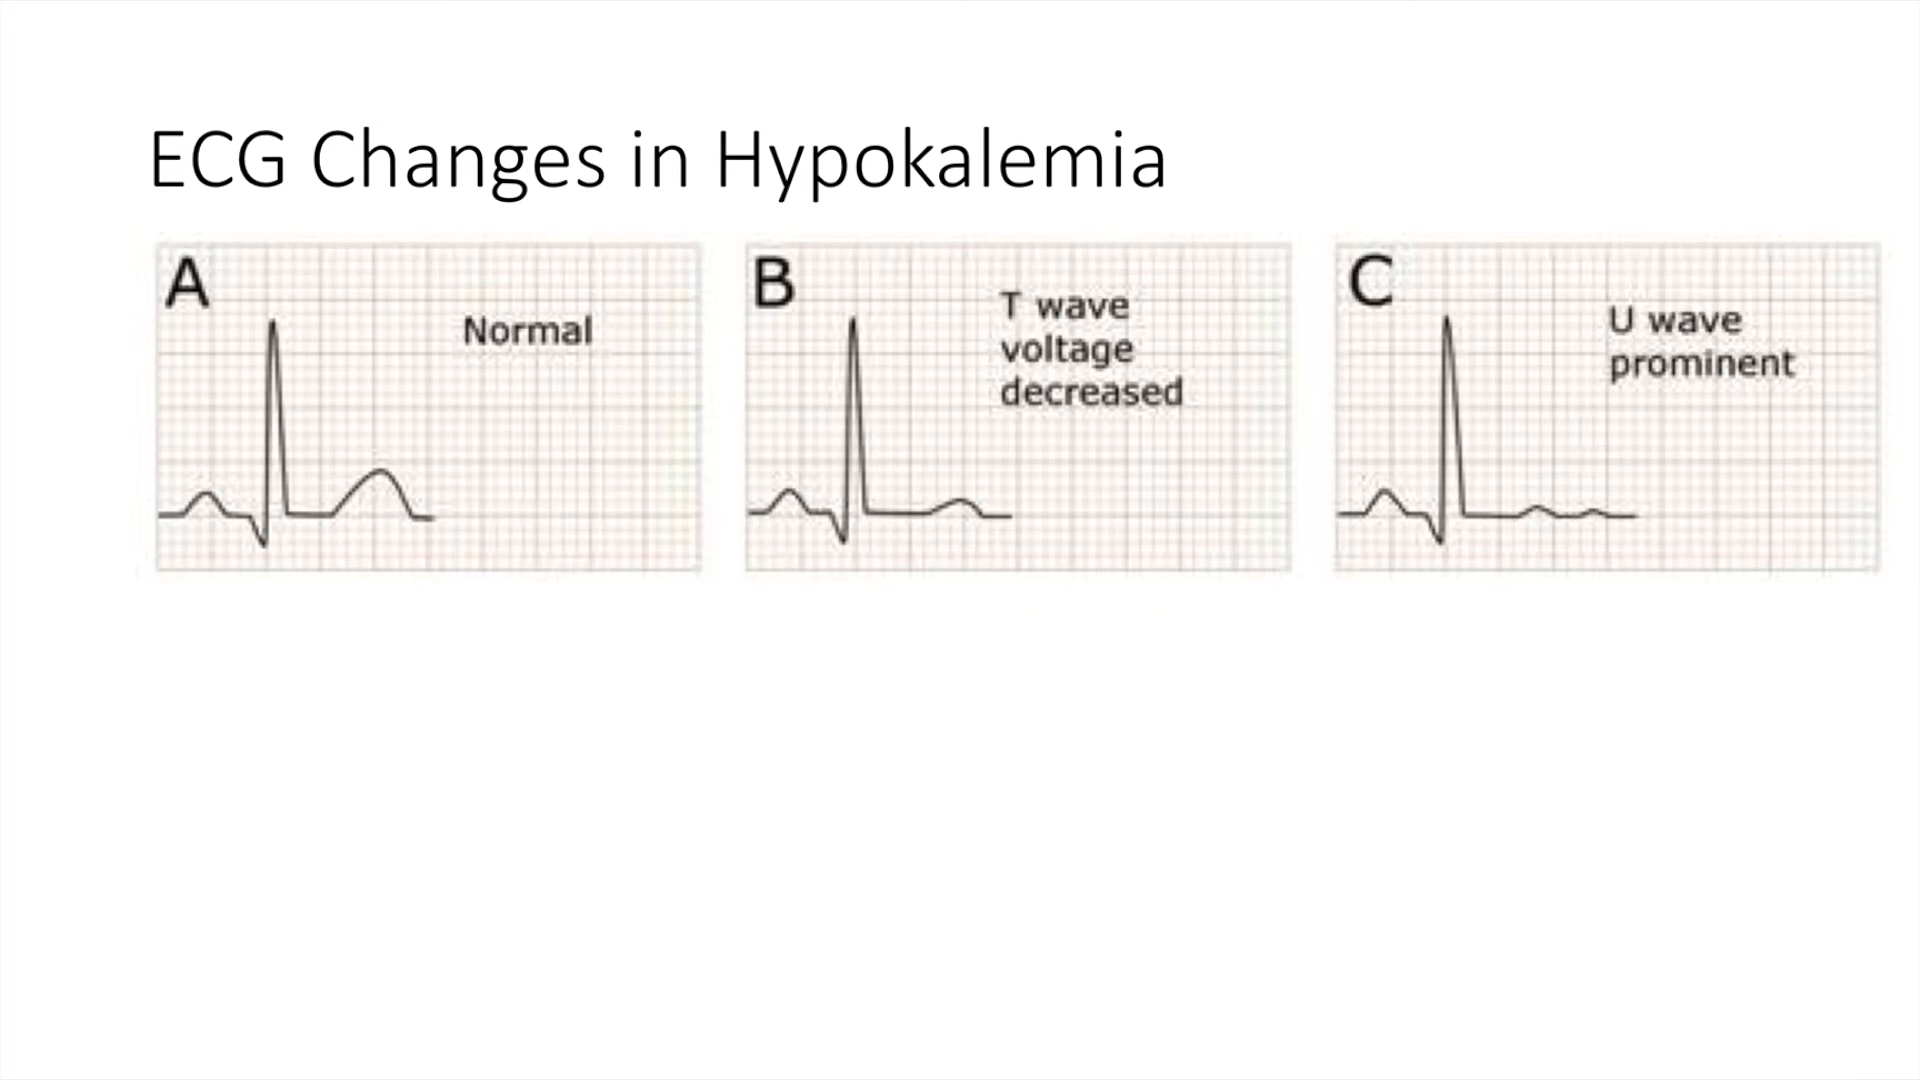 ECG Changes in Hypokalemia
A
Normal
B
T wave
voltage
decreased
C
U wave
prominent